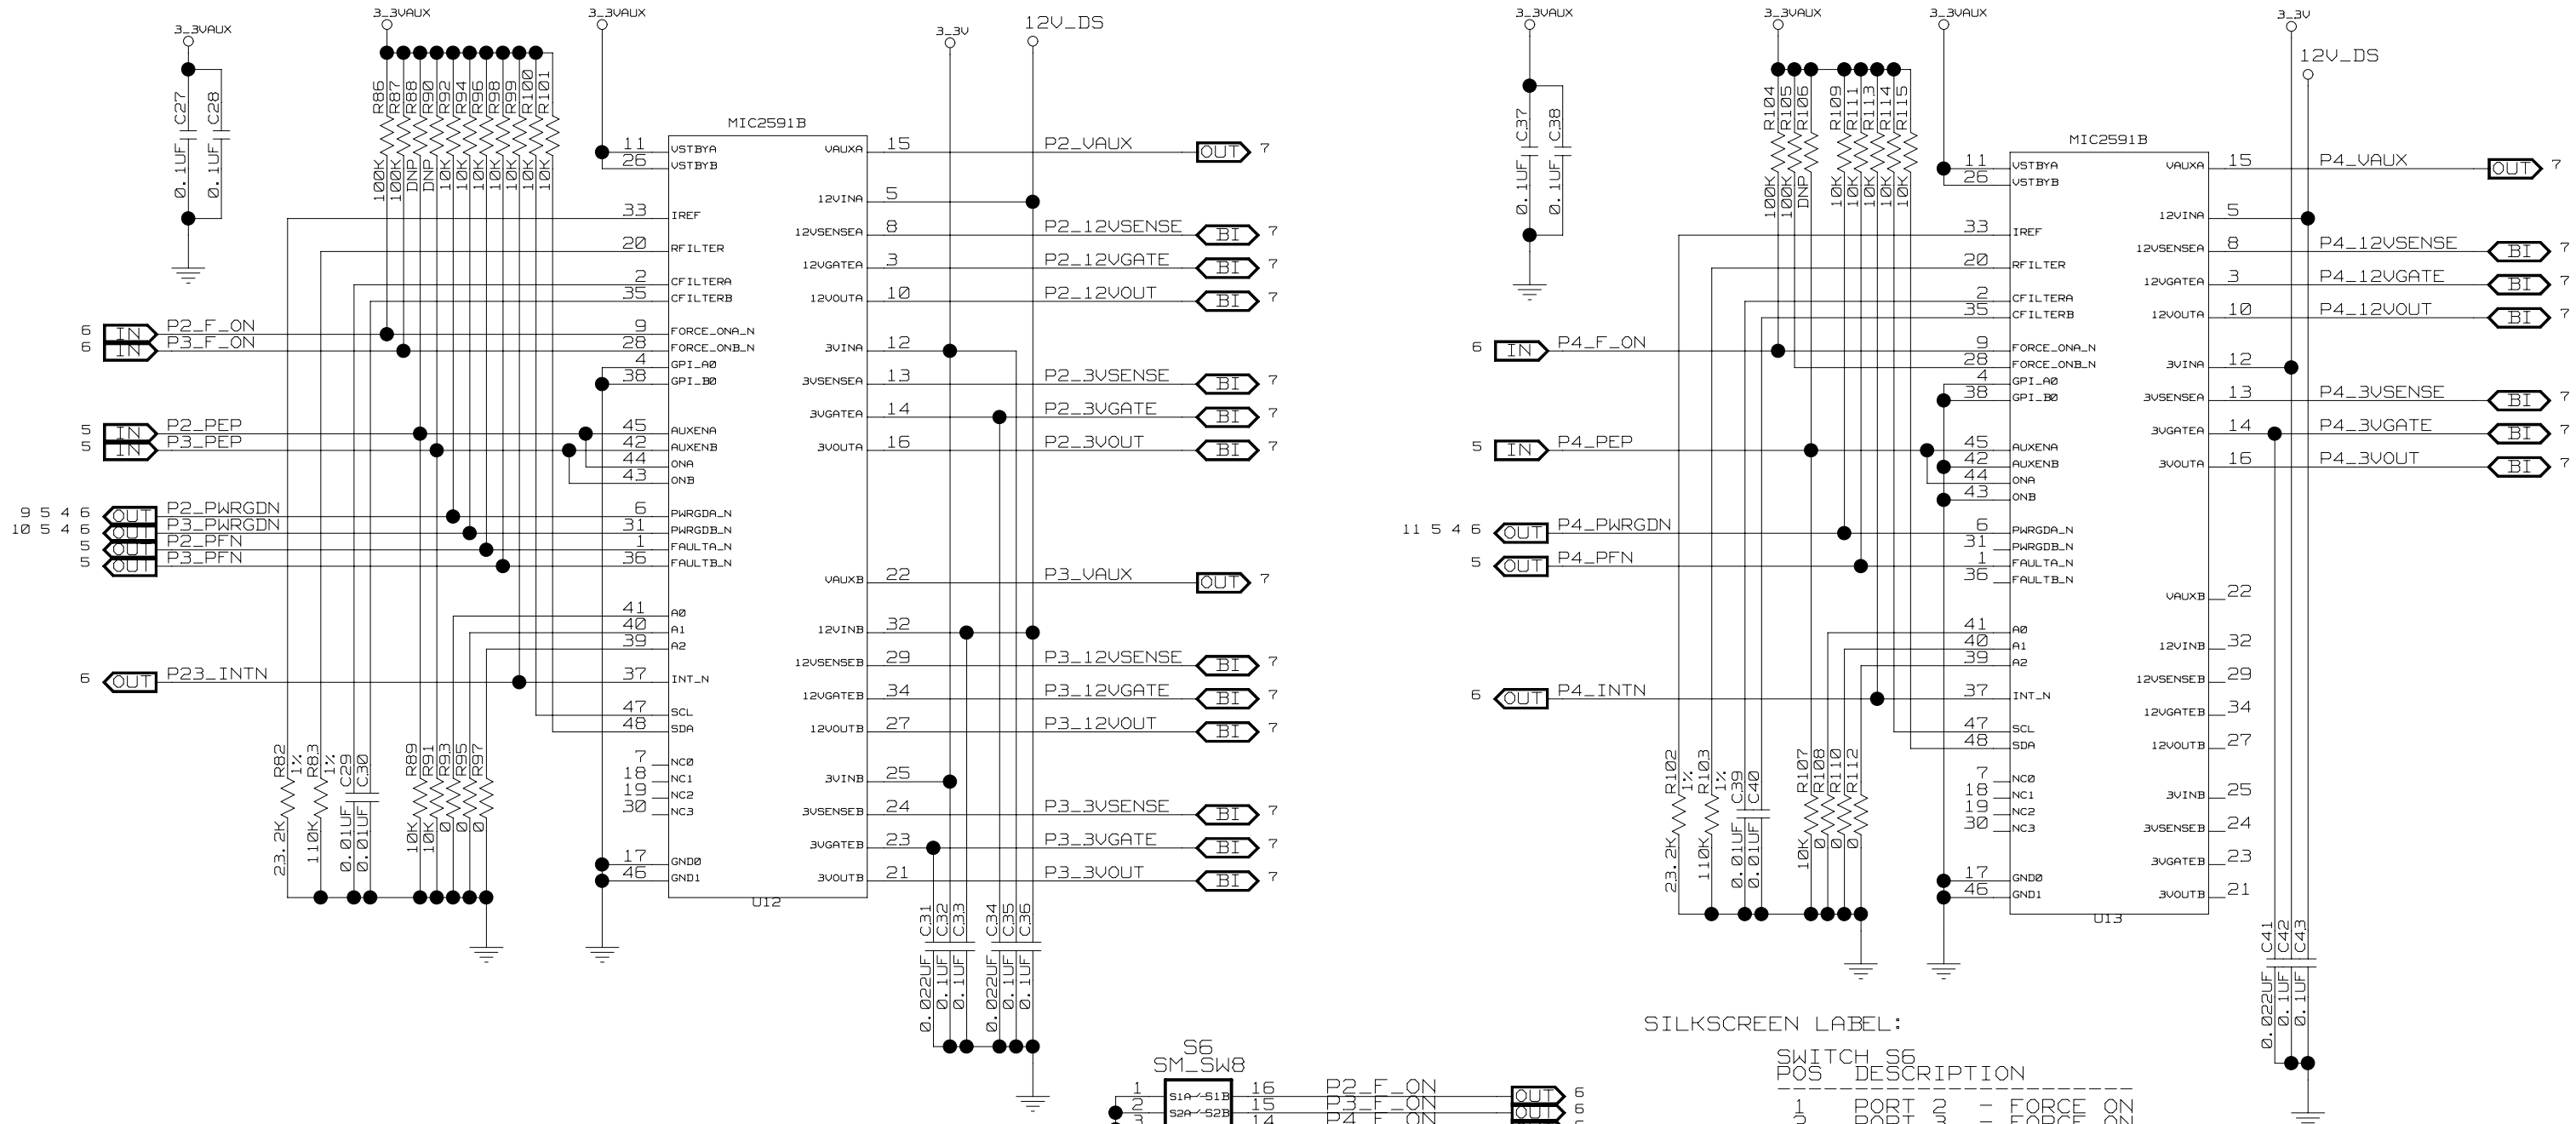 3_3VAUX
3_3VAUX
3_3VAUX
3_3V
12V_DS
C27
0.1UF
C28
0.1UF
R86
100K
R87
100K
R88
DNP
R90
DNP
R92
10K
R94
10K
R96
10K
R98
10K
R99
10K
R100
10K
R101
10K
MIC2591B
11 VSTBYA
26 VSTBYB
33 IREF
20 RFILTER
2 CFILTERA
35 CFILTERB
9 FORCE_ONA_N
28 FORCE_ONB_N
4 GPI_A0
38 GPI_B0
45 AUXENA
42 AUXENB
44 ONA
43 ONB
6 PWRGDA_N
31 PWRGDB_N
1 FAULTA_N
36 FAULTB_N
41 A0
40 A1
39 A2
37 INT_N
47 SCL
48 SDA
7 NC0
18 NC1
19 NC2
30 NC3
17 GND0
46 GND1
U12
6 IN P2_F_ON
6 IN P3_F_ON
5 IN P2_PEP
5 IN P3_PEP
9 5 4 6 OUT P2_PWRGDN
10 5 4 6 OUT P3_PWRGDN
5 OUT P2_PFN
5 OUT P3_PFN
6 OUT P23_INTN
VAUXA 15 P2_VAUX OUT 7
12VINA 5
12VSENSEA 8 P2_12VSENSE BI 7
12VGATEA 3 P2_12VGATE BI 7
12VOUTA 10 P2_12VOUT BI 7
3VINA 12
3VSENSEA 13 P2_3VSENSE BI 7
3VGATEA 14 P2_3VGATE BI 7
3VOUTA 16 P2_3VOUT BI 7
VAUXB 22 P3_VAUX OUT 7
12VINB 32
12VSENSEB 29 P3_12VSENSE BI 7
12VGATEB 34 P3_12VGATE BI 7
12VOUTB 27 P3_12VOUT BI 7
3VINB 25
3VSENSEB 24 P3_3VSENSE BI 7
3VGATEB 23 P3_3VGATE BI 7
3VOUTB 21 P3_3VOUT BI 7
R82
1%
23.2K
R83
1%
110K
C29
0.01UF
C30
0.01UF
R89
10K
R91
10K
R93
0
R95
0
R97
0
C31
0.022UF
C32
0.1UF
C33
0.1UF
C34
0.022UF
C35
0.1UF
C36
0.1UF
3_3VAUX
3_3VAUX
3_3VAUX
3_3V
12V_DS
C37
0.1UF
C38
0.1UF
R104
100K
R105
100K
R106
DNP
R109
10K
R111
10K
R113
10K
R114
10K
R115
10K
MIC2591B
11 VSTBYA
26 VSTBYB
33 IREF
20 RFILTER
2 CFILTERA
35 CFILTERB
9 FORCE_ONA_N
28 FORCE_ONB_N
4 GPI_A0
38 GPI_B0
45 AUXENA
42 AUXENB
44 ONA
43 ONB
6 PWRGDA_N
31 PWRGDB_N
1 FAULTA_N
36 FAULTB_N
41 A0
40 A1
39 A2
37 INT_N
47 SCL
48 SDA
7 NC0
18 NC1
19 NC2
30 NC3
17 GND0
46 GND1
U13
6 IN P4_F_ON
5 IN P4_PEP
11 5 4 6 OUT P4_PWRGDN
5 OUT P4_PFN
6 OUT P4_INTN
VAUXA 15 P4_VAUX OUT 7
12VINA 5
12VSENSEA 8 P4_12VSENSE BI 7
12VGATEA 3 P4_12VGATE BI 7
12VOUTA 10 P4_12VOUT BI 7
3VINA 12
3VSENSEA 13 P4_3VSENSE BI 7
3VGATEA 14 P4_3VGATE BI 7
3VOUTA 16 P4_3VOUT BI 7
VAUXB 22
12VINB 32
12VSENSEB 29
12VGATEB 34
12VOUTB 27
3VINB 25
3VSENSEB 24
3VGATEB 23
3VOUTB 21
R102
1%
23.2K
R103
1%
110K
C39
0.01UF
C40
0.01UF
R107
10K
R108
0
R110
0
R112
0
C41
0.022UF
C42
0.1UF
C43
0.1UF
S6
SM_SW8
1 S1A S1B 16 P2_F_ON OUT 6
2 S2A S2B 15 P3_F_ON OUT 6
3 14 P4_F_ON
SILKSCREEN LABEL:
SWITCH S6
POS DESCRIPTION
1 PORT 2 - FORCE ON
2 PORT 3 - FORCE ON